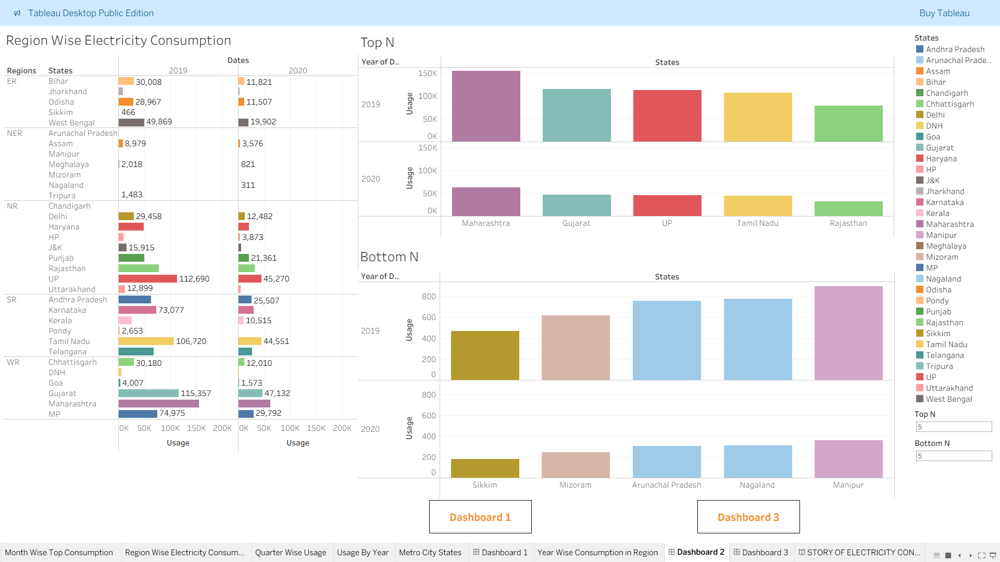 Tableau Desktop Public Edition
Buy Tableau
Region Wise Electricity Consumption
Dates
Regions States 2019 2020
ER Bihar 30,008 11,821
Jharkhand
Odisha 28,967 11,507
Sikkim 466
West Bengal 49,869 19,902
NER Arunachal Pradesh
Assam 8,979 3,576
Manipur
Meghalaya 2,018 821
Mizoram
Nagaland 311
Tripura 1,483
NR Chandigarh
Delhi 29,458 12,482
Haryana
HP 3,873
J&K 15,915
Punjab 21,361
Rajasthan
UP 112,690 45,270
Uttarakhand 12,899
SR Andhra Pradesh 25,507
Karnataka 73,077
Kerala 10,515
Pondy 2,653
Tamil Nadu 106,720 44,551
Telangana
WR Chhattisgarh 30,180 12,010
DNH
Goa 4,007 1,573
Gujarat 115,357 47,132
Maharashtra
MP 74,975 29,792
0K 50K 100K 150K 200K 0K 50K 100K 150K 200K
Usage Usage
Top N
Year of D..
States
150K
100K
50K
0K
2019
Usage
150K
100K
50K
0K
2020
Usage
Maharashtra Gujarat UP Tamil Nadu Rajasthan
Bottom N
Year of D..
States
800
600
400
200
0
2019
Usage
800
600
400
200
0
2020
Usage
Sikkim Mizoram Arunachal Pradesh Nagaland Manipur
States
Andhra Pradesh
Arunachal Prade..
Assam
Bihar
Chandigarh
Chhattisgarh
Delhi
DNH
Goa
Gujarat
Haryana
HP
J&K
Jharkhand
Karnataka
Kerala
Maharashtra
Manipur
Meghalaya
Mizoram
MP
Nagaland
Odisha
Pondy
Punjab
Rajasthan
Sikkim
Tamil Nadu
Telangana
Tripura
UP
Uttarakhand
West Bengal
Top N
5
Bottom N
5
Dashboard 1
Dashboard 3
Month Wise Top Consumption
Region Wise Electricity Consum...
Quarter Wise Usage
Usage By Year
Metro City States
Dashboard 1
Year Wise Consumption in Region
Dashboard 2
Dashboard 3
STORY OF ELECTRICITY CON...